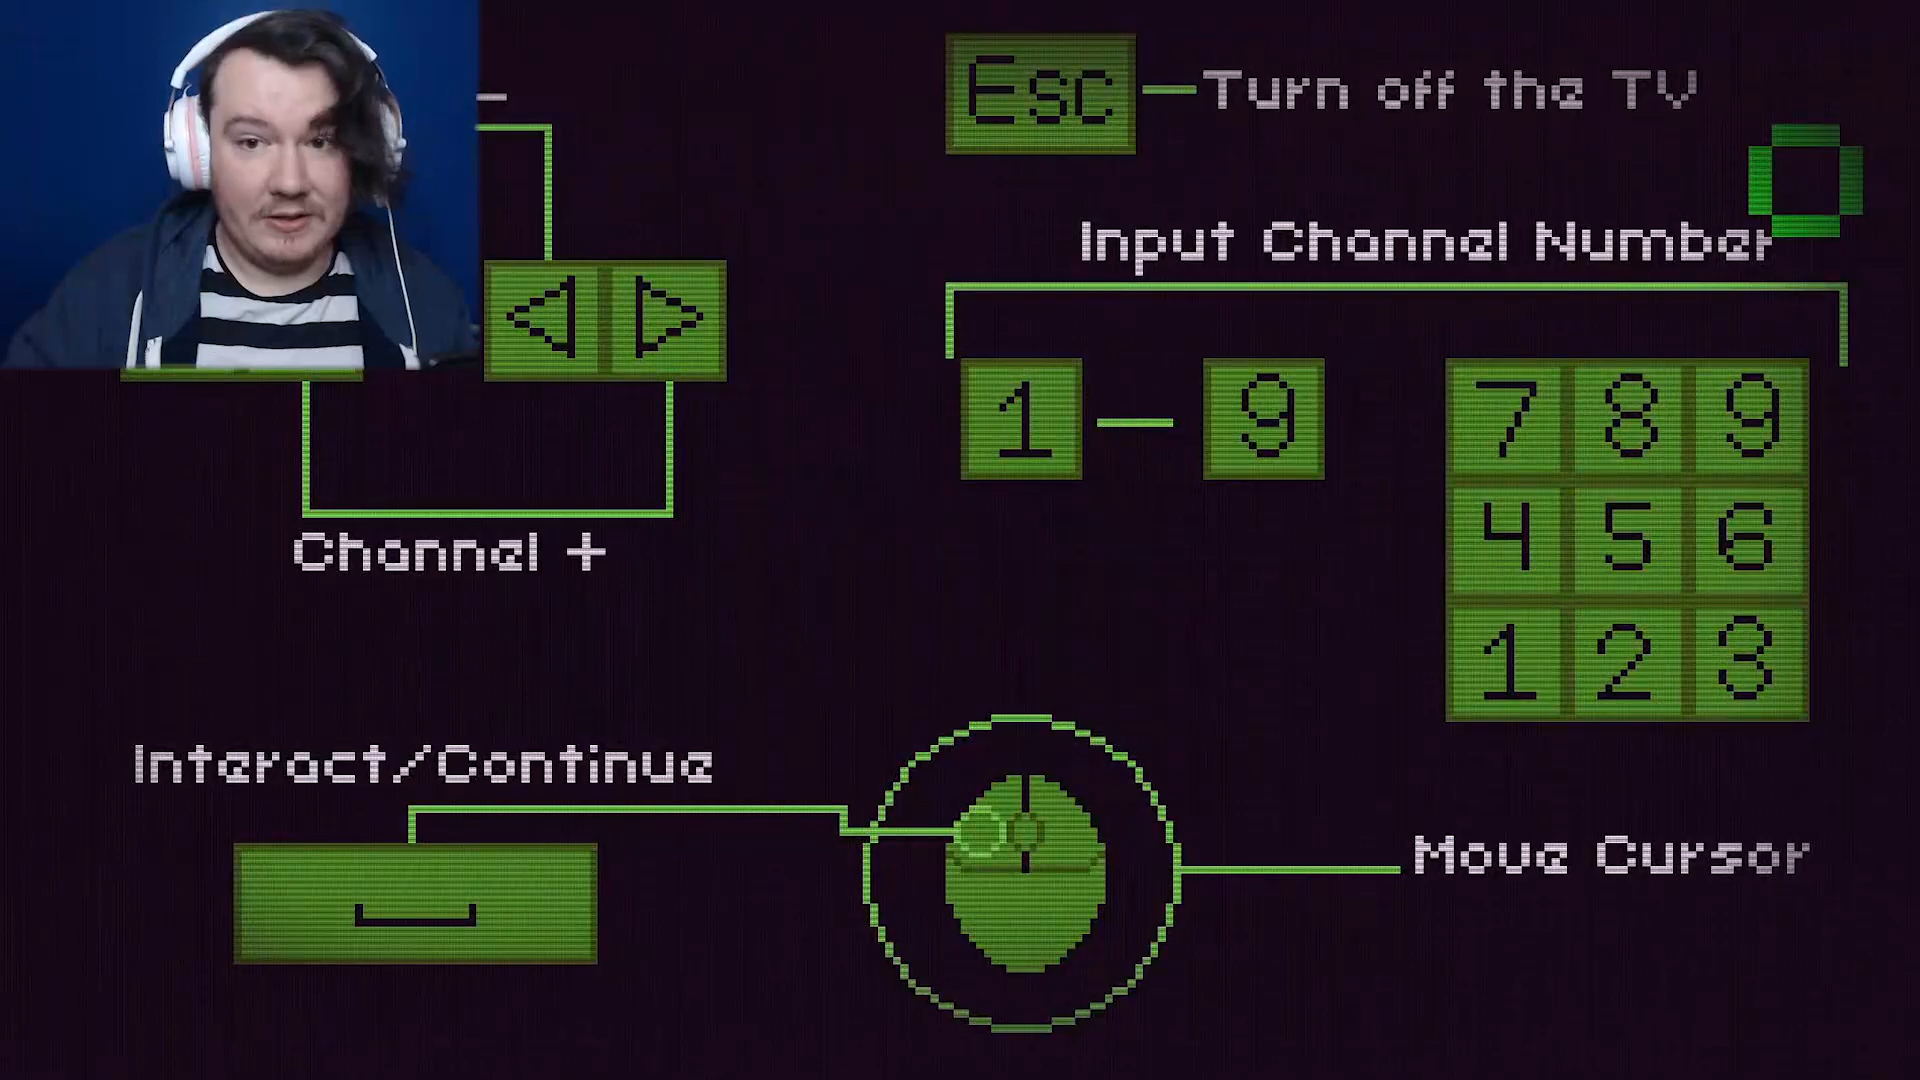 Esc Turn off the TV
Input Channel Number
1 — 9
7 8 9
4 5 6
1 2 3
Channel +
Interact/Continue
Move Cursor